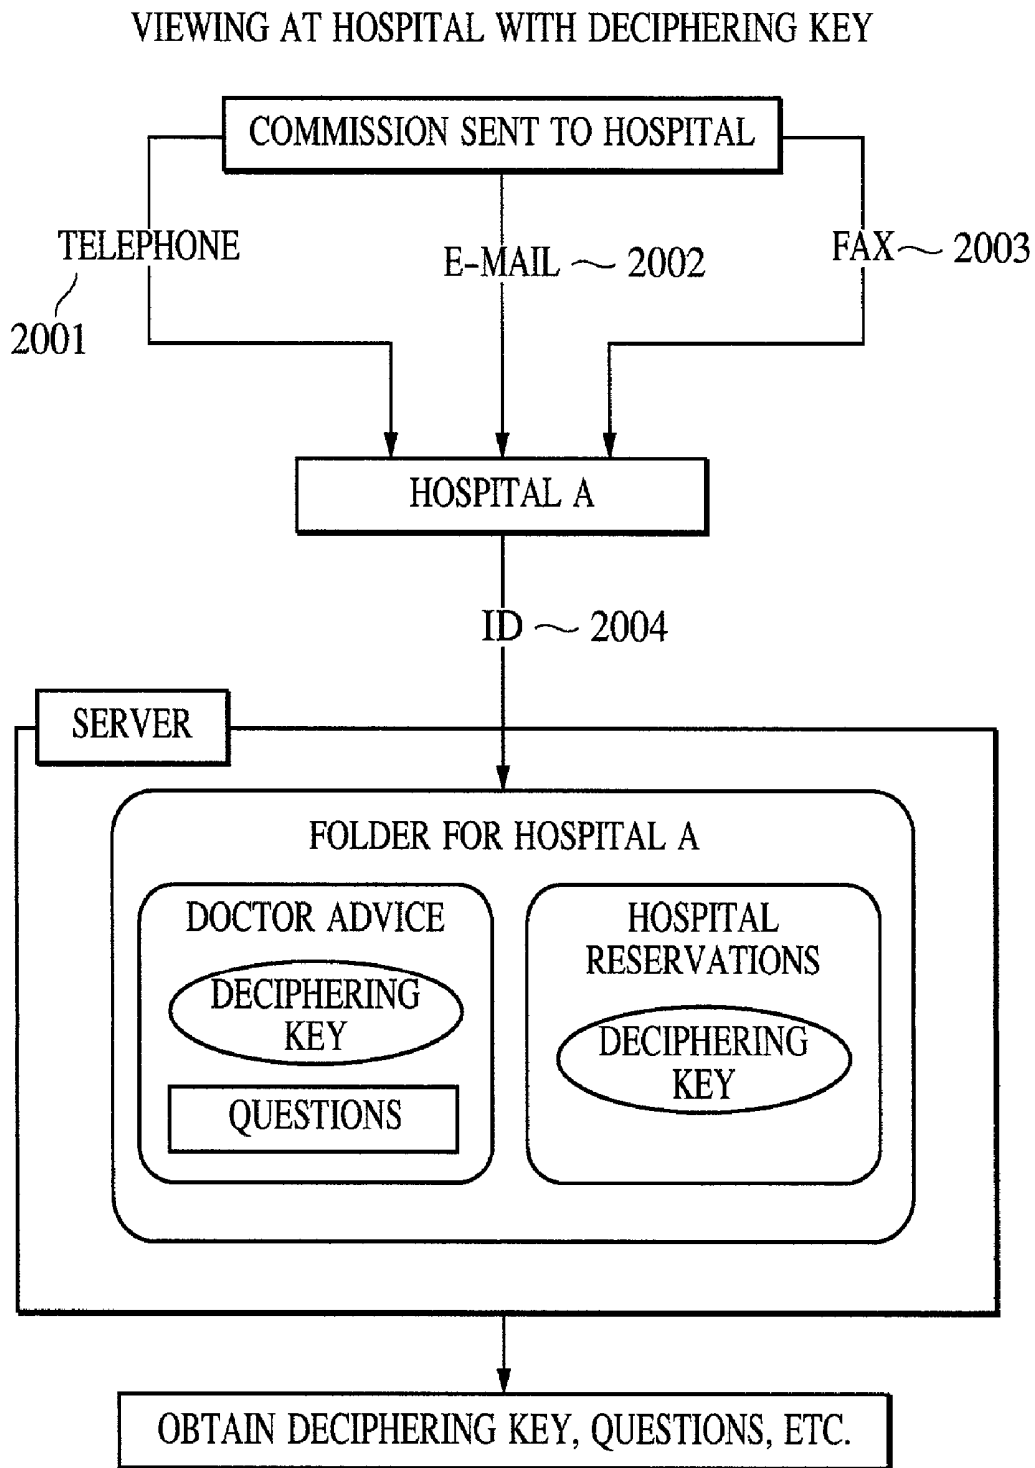 VIEWING AT HOSPITAL WITH DECIPHERING KEY
COMMISSION SENT TO HOSPITAL
TELEPHONE
2001
E-MAIL ~ 2002
FAX ~ 2003
HOSPITAL A
ID ~ 2004
SERVER
FOLDER FOR HOSPITAL A
DOCTOR ADVICE
DECIPHERING
KEY
QUESTIONS
HOSPITAL
RESERVATIONS
DECIPHERING
KEY
OBTAIN DECIPHERING KEY, QUESTIONS, ETC.